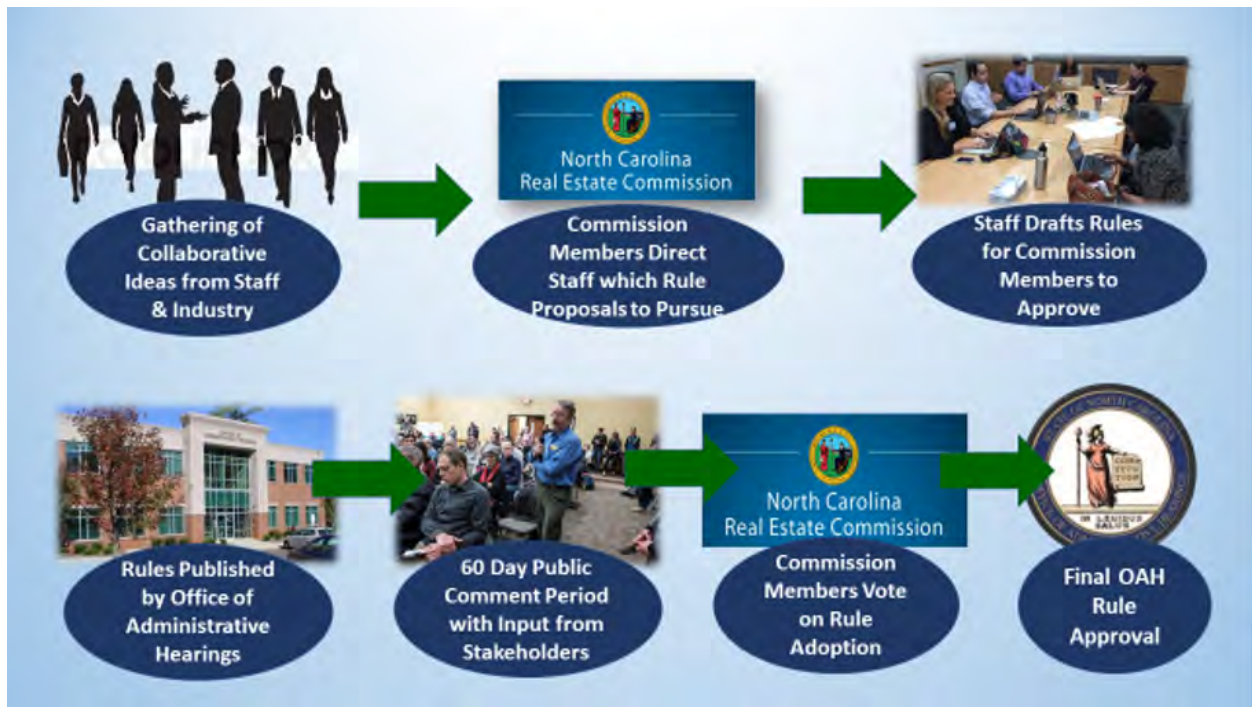 North Carolina
Real Estate Commission
Gathering of
Collaborative
Ideas from Staff
& Industry
Commission
Members Direct
Staff which Rule
Proposals to Pursue
Staff Drafts Rules
for Commission
Members to
Approve
North Carolina
Real Estate Commission
Rules Published
by Office of
Administrative
Hearings
60 Day Public
Comment Period
with Input from
Stakeholders
Commission
Members Vote
on Rule
Adoption
Final OAH
Rule
Approval